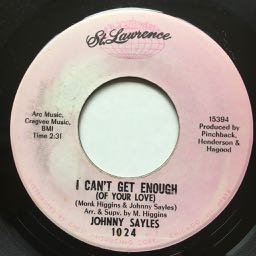 St. Lawrence
Arc Music,
Cragvee Music,
BMI
Time 2:31
15394
Produced by
Pinchback,
Henderson &
Hagood
I CAN'T GET ENOUGH
(OF YOUR LOVE)
(Monk Higgins & Johnny Sayles)
Arr. & Supv. by M. Higgins
JOHNNY SAYLES
1024